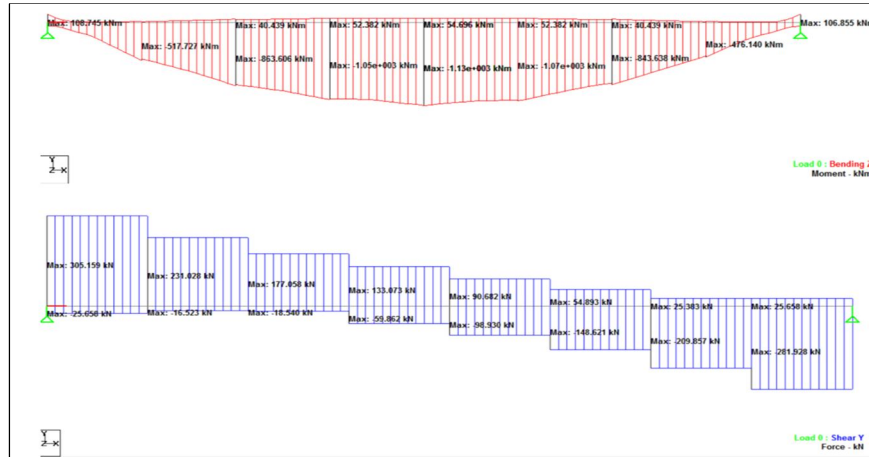 Max: 108.745 kNm
Max: 40.439 kNm
Max: 52.382 kNm
Max: 54.696 kNm
Max: 52.382 kNm
Max: 40.439 kNm
Max: 106.855 kNm
Max: -517.727 kNm
Max: -863.606 kNm
Max: -1.05e+003 kNm
Max: -1.13e+003 kNm
Max: -1.07e+003 kNm
Max: -843.638 kNm
Max: -476.140 kNm
Y
Z X
Load 0 : Bending Z
Moment - kNm
Max: 305.159 kN
Max: 231.028 kN
Max: 177.058 kN
Max: 133.073 kN
Max: 90.682 kN
Max: 54.893 kN
Max: 25.383 kN
Max: 25.658 kN
Max: -25.658 kN
Max: -16.523 kN
Max: -18.540 kN
Max: -59.862 kN
Max: -98.930 kN
Max: -148.621 kN
Max: -209.857 kN
Max: -281.928 kN
Y
Z X
Load 0 : Shear Y
Force - kN